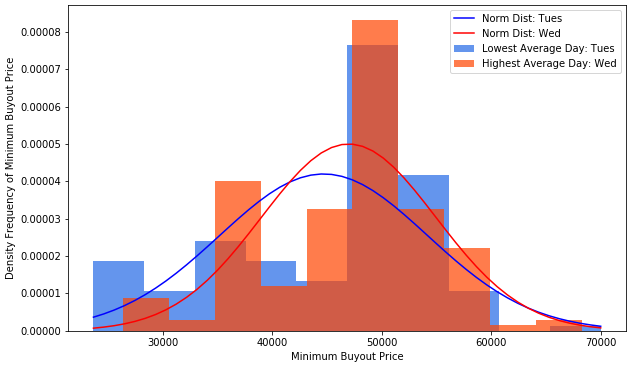 Norm Dist: Tues
Norm Dist: Wed
Lowest Average Day: Tues
Highest Average Day: Wed
Density Frequency of Minimum Buyout Price
0.00008
0.00007
0.00006
0.00005
0.00004
0.00003
0.00002
0.00001
0.00000
30000 40000 50000 60000 70000
Minimum Buyout Price